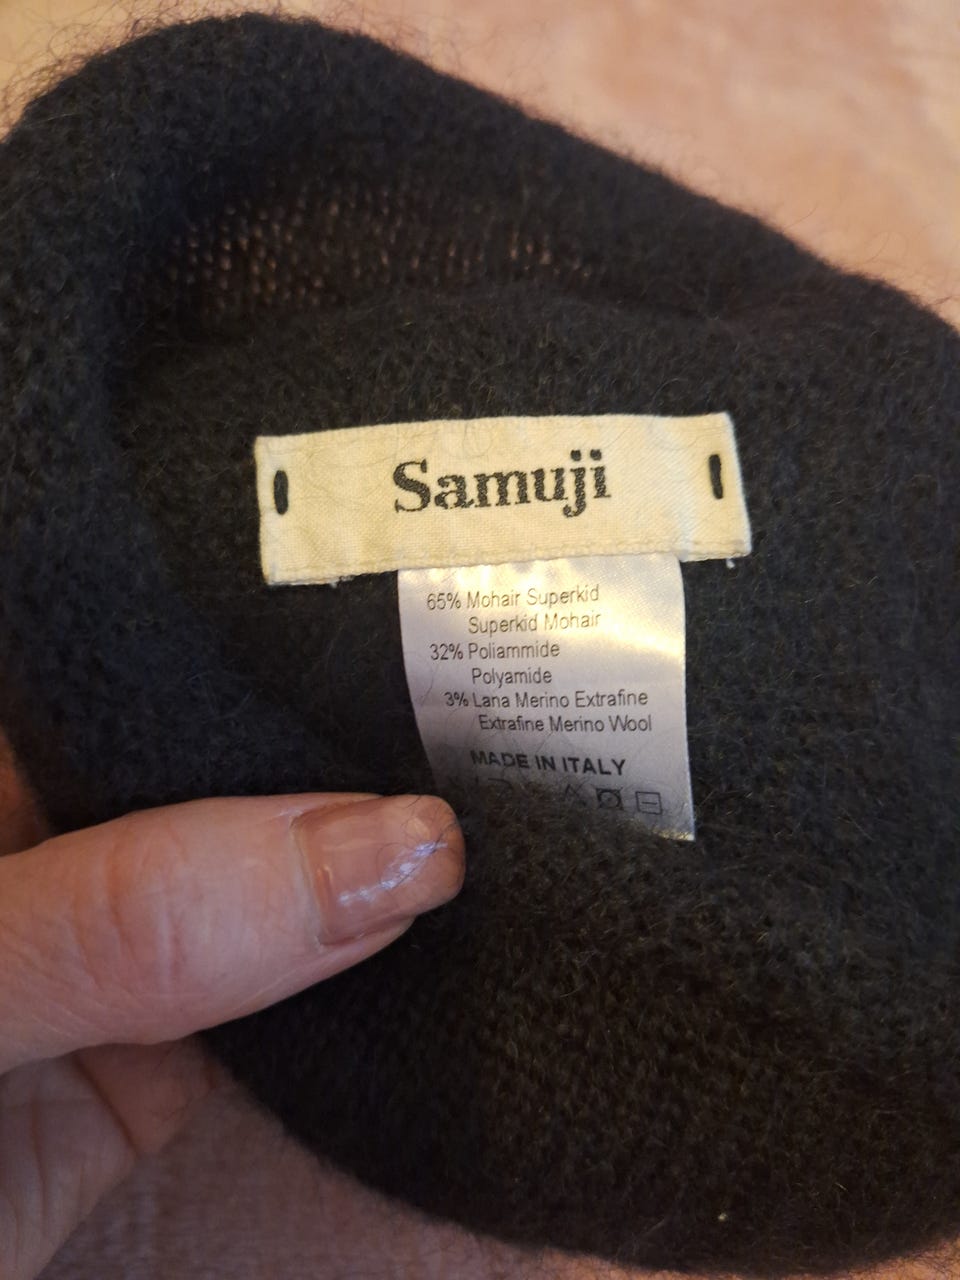 Samuji
65% Mohair Superkid
Superkid Mohair
32% Poliammide
Polyamide
3% Lana Merino Extrafine
Extrafine Merino Wool
MADE IN ITALY